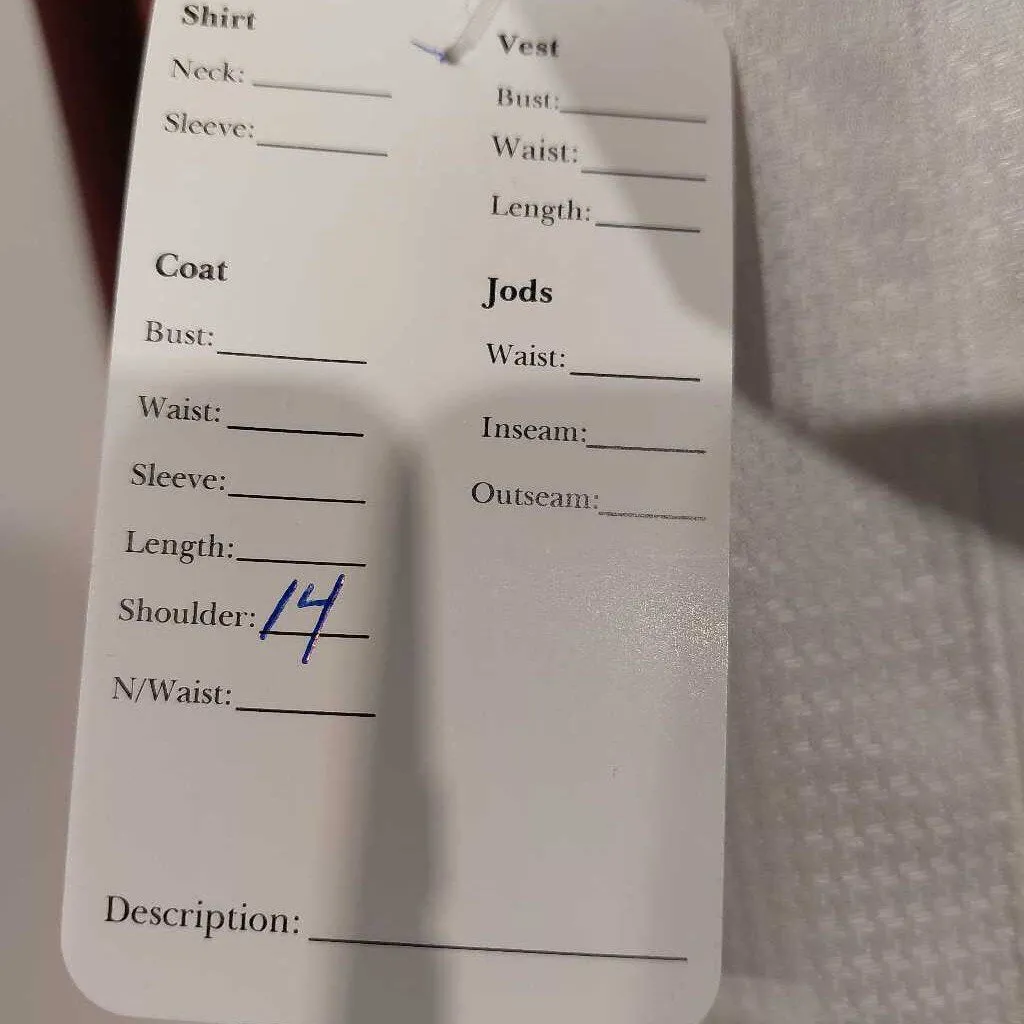 Shirt
Neck:
Sleeve:
Coat
Bust:
Waist:
Sleeve:
Length:
Shoulder: 14
N/Waist:
Vest
Bust:
Waist:
Length:
Jods
Waist:
Inseam:
Outseam:
Description: